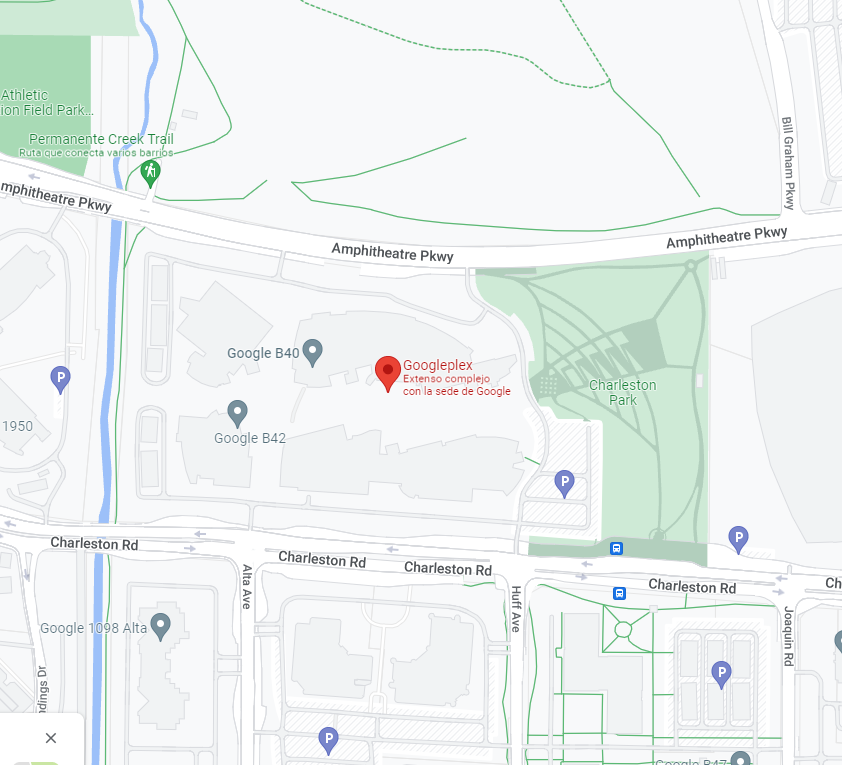 Athletic
ion Field Park...
Permanente Creek Trail
Ruta que conecta varios barrios
mphitheatre Pkwy
Bill Graham Pkwy
Amphitheatre Pkwy
Amphitheatre Pkwy
Google B40
Googleplex
Extenso complejo
con la sede de Google
P
Charleston
Park
1950
Google B42
P
P
Charleston Rd
Charleston Rd
Charleston Rd
Charleston Rd
Ch
Alta Ave
Huff Ave
Joaquin Rd
Google 1098 Alta
ndings Dr
P
P
Google B47